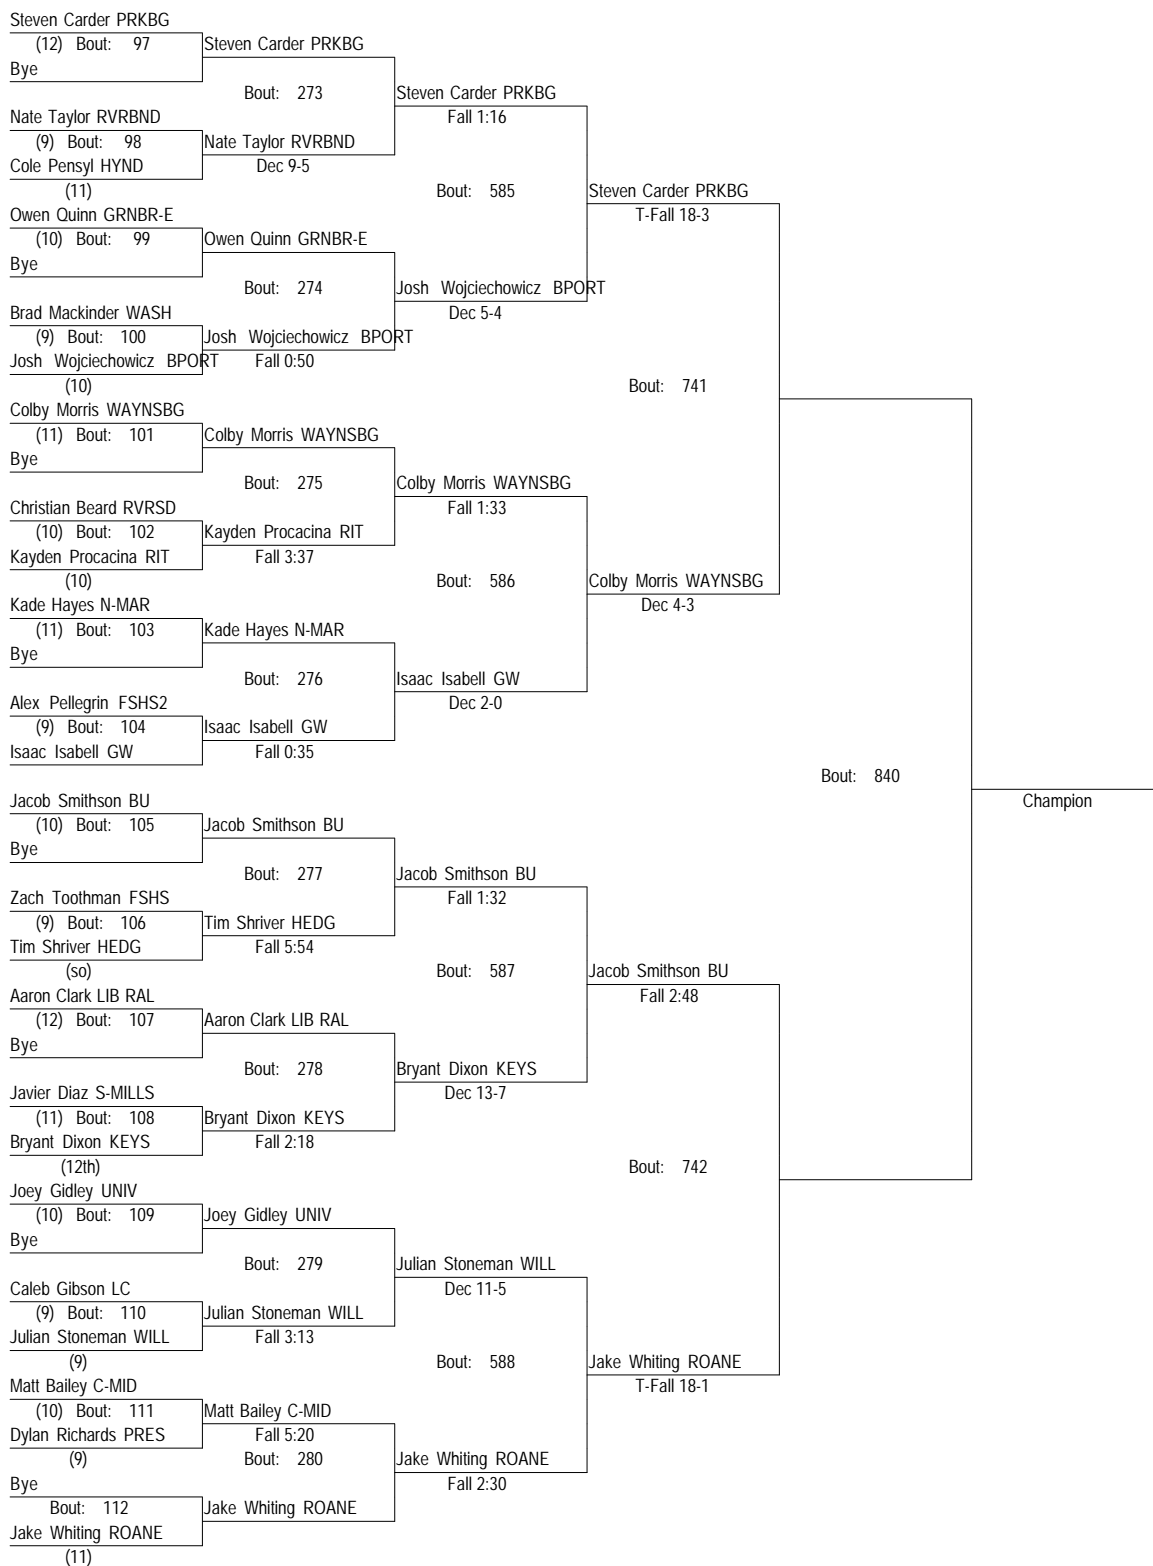 Steven Carder PRKBG
(12) Bout: 97 Steven Carder PRKBG
Bye
Bout: 273 Steven Carder PRKBG
Nate Taylor RVRBND Fall 1:16
(9) Bout: 98 Nate Taylor RVRBND
Cole Pensyl HYND Dec 9-5
(11) Bout: 585 Steven Carder PRKBG
Owen Quinn GRNBR-E T-Fall 18-3
(10) Bout: 99 Owen Quinn GRNBR-E
Bye
Bout: 274 Josh Wojciechowicz BPORT
Brad Mackinder WASH Dec 5-4
(9) Bout: 100 Josh Wojciechowicz BPORT
Josh Wojciechowicz BPORT Fall 0:50
(10) Bout: 741
Colby Morris WAYNSBG
(11) Bout: 101 Colby Morris WAYNSBG
Bye
Bout: 275 Colby Morris WAYNSBG
Christian Beard RVRSD Fall 1:33
(10) Bout: 102 Kayden Procacina RIT
Kayden Procacina RIT Fall 3:37
(10) Bout: 586 Colby Morris WAYNSBG
Kade Hayes N-MAR Dec 4-3
(11) Bout: 103 Kade Hayes N-MAR
Bye
Bout: 276 Isaac Isabell GW
Alex Pellegrin FSHS2 Dec 2-0
(9) Bout: 104 Isaac Isabell GW
Isaac Isabell GW Fall 0:35
Bout: 840
Jacob Smithson BU Champion
(10) Bout: 105 Jacob Smithson BU
Bye
Bout: 277 Jacob Smithson BU
Zach Toothman FSHS Fall 1:32
(9) Bout: 106 Tim Shriver HEDG
Tim Shriver HEDG Fall 5:54
(so) Bout: 587 Jacob Smithson BU
Aaron Clark LIB RAL Fall 2:48
(12) Bout: 107 Aaron Clark LIB RAL
Bye
Bout: 278 Bryant Dixon KEYS
Javier Diaz S-MILLS Dec 13-7
(11) Bout: 108 Bryant Dixon KEYS
Bryant Dixon KEYS Fall 2:18
(12th) Bout: 742
Joey Gidley UNIV
(10) Bout: 109 Joey Gidley UNIV
Bye
Bout: 279 Julian Stoneman WILL
Caleb Gibson LC Dec 11-5
(9) Bout: 110 Julian Stoneman WILL
Julian Stoneman WILL Fall 3:13
(9) Bout: 588 Jake Whiting ROANE
Matt Bailey C-MID T-Fall 18-1
(10) Bout: 111 Matt Bailey C-MID
Dylan Richards PRES Fall 5:20
(9) Bout: 280 Jake Whiting ROANE
Bye Fall 2:30
Bout: 112 Jake Whiting ROANE
Jake Whiting ROANE
(11)